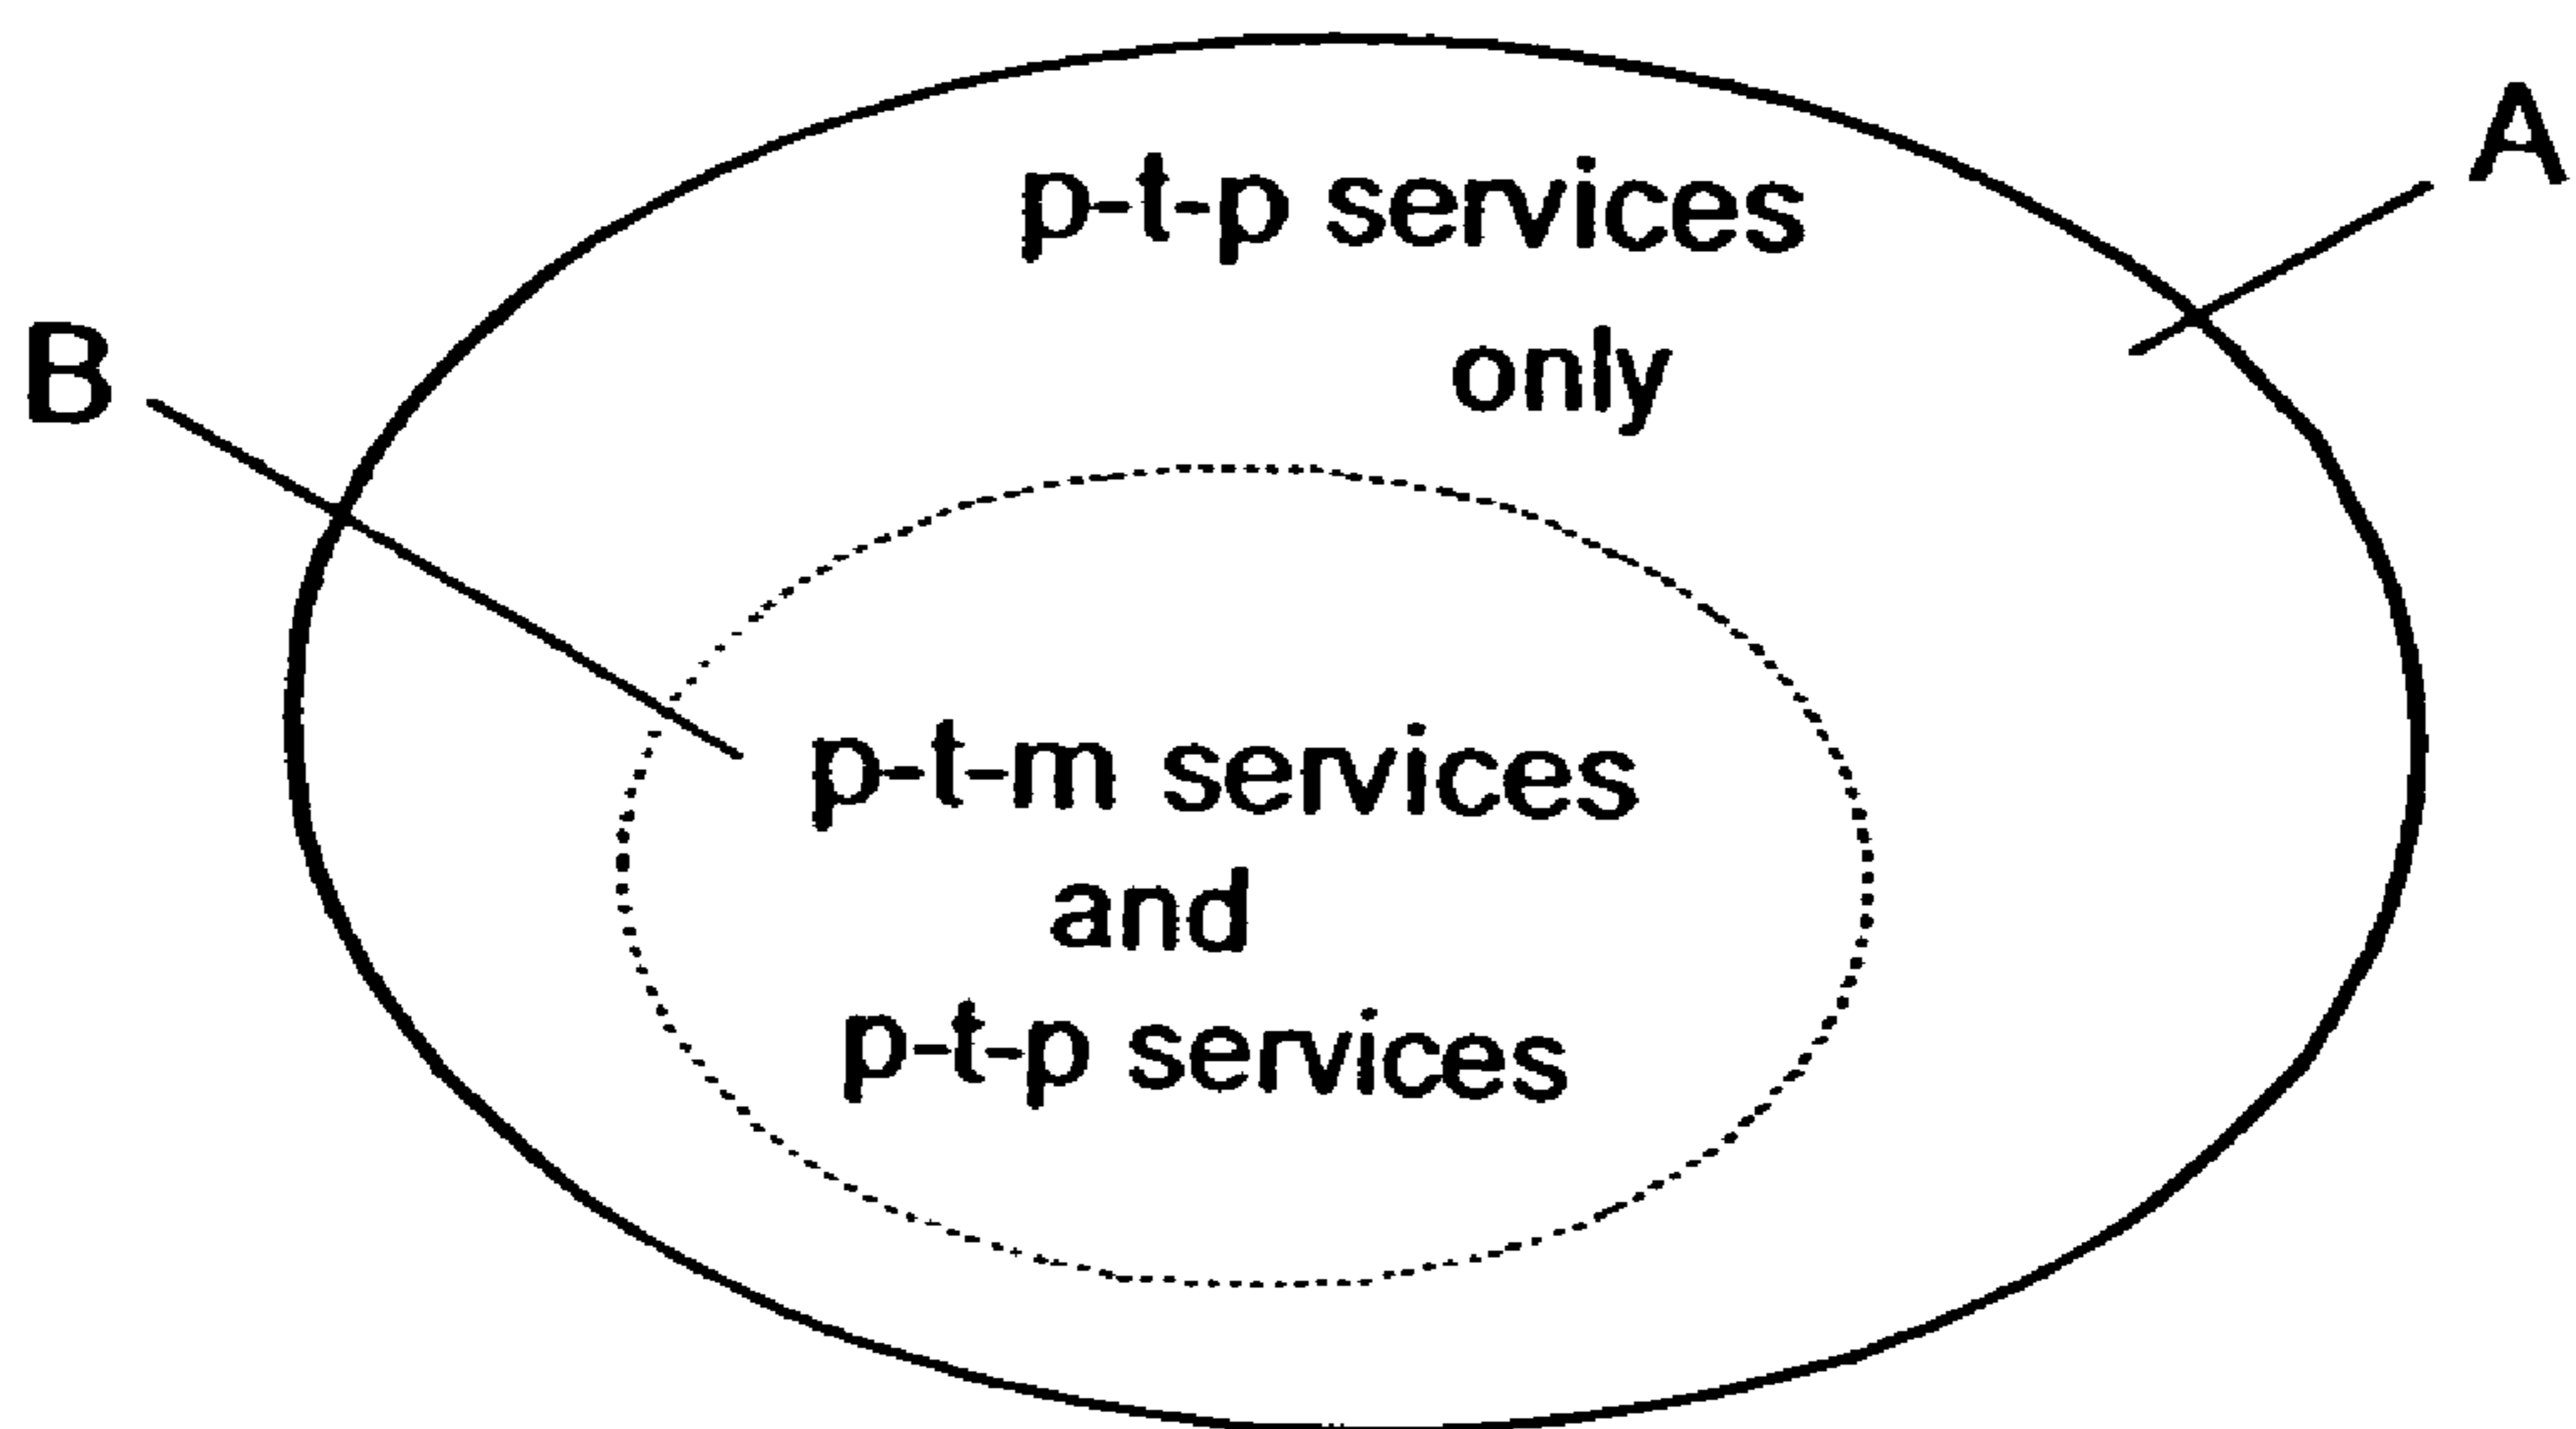 A
p-t-p services
only
B
p-t-m services
and
p-t-p services